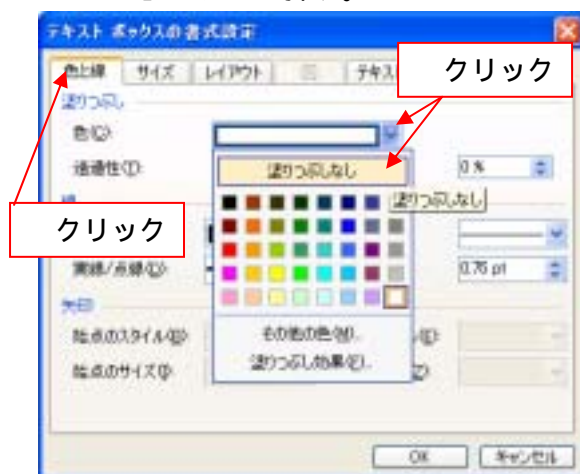 テキスト ボックスの書式設定
色と線 サイズ レイアウト 図 テキス
クリック
塗りつぶし
色(C):
透過性(T):
塗りつぶしなし
0 %
塗りつぶしなし
線
クリック
実線/点線(D):
0.75 pt
矢印
その他の色(M)...
塗りつぶし効果(F)...
始点のスタイル(B):
始点のサイズ(I):
OK キャンセル